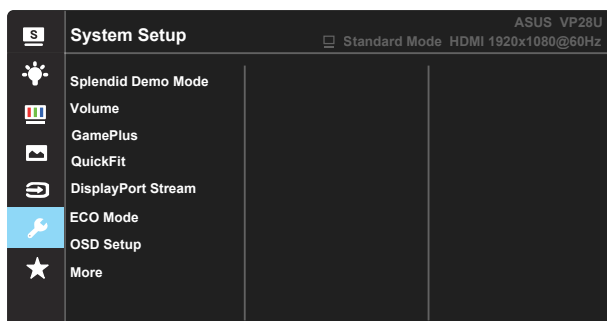 S
System Setup
ASUS VP28U
Standard Mode HDMI 1920x1080@60Hz
Splendid Demo Mode
Volume
GamePlus
QuickFit
DisplayPort Stream
ECO Mode
OSD Setup
More